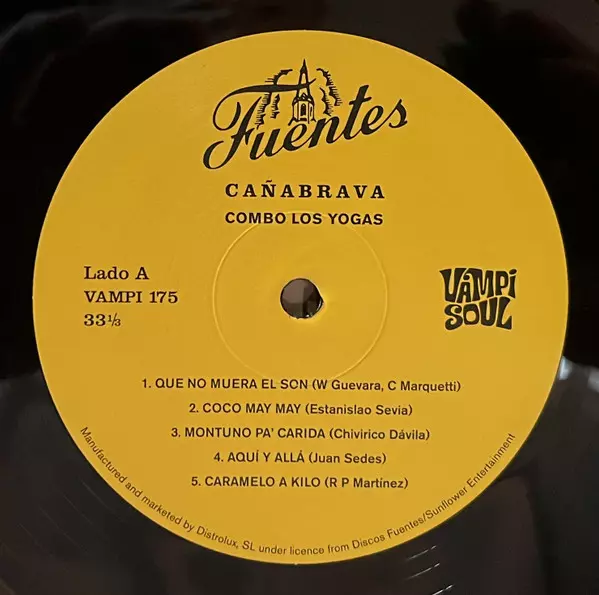 Fuentes
CAÑABRAVA
COMBO LOS YOGAS
Lado A
VAMPI 175
33⅓
VAMPI
SOUL
1. QUE NO MUERA EL SON (W Guevara, C Marquetti)
2. COCO MAY MAY (Estanislao Sevia)
3. MONTUNO PA' CARIDA (Chivirico Dávila)
4. AQUÍ Y ALLÁ (Juan Sedes)
5. CARAMELO A KILO (R P Martínez)
Manufactured and marketed by Distrolux, SL under licence from Discos Fuentes/Sunflower Entertainment